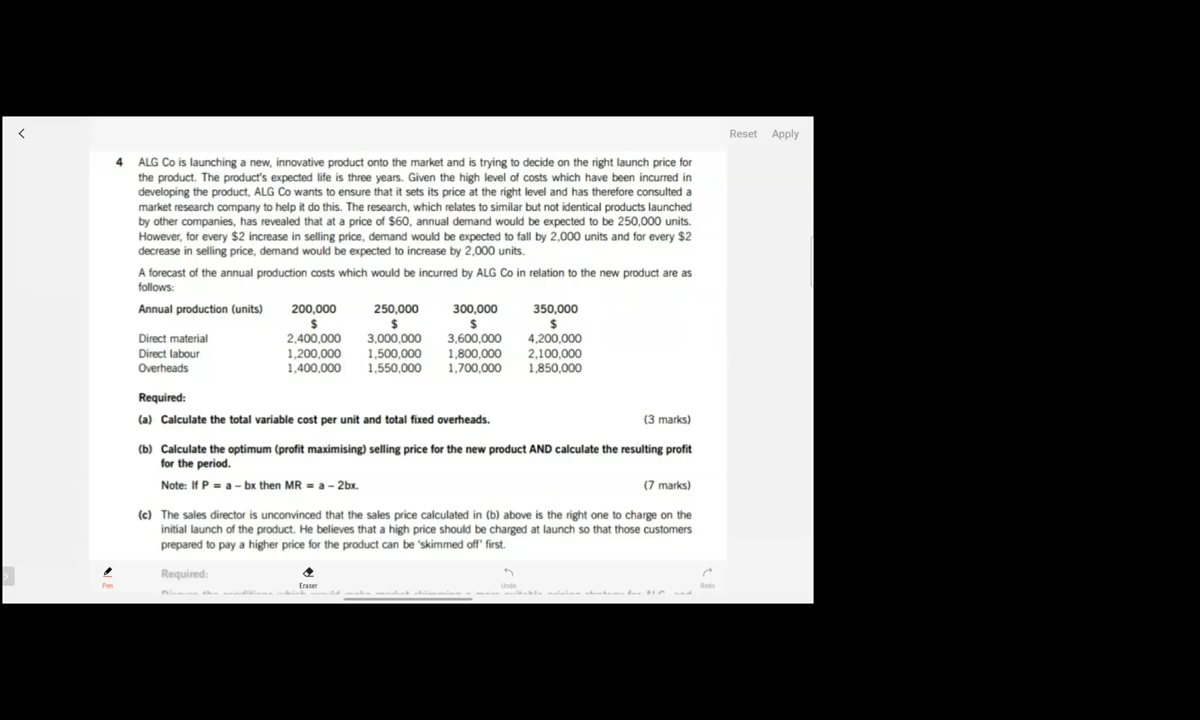 Reset Apply
4 ALG Co is launching a new, innovative product onto the market and is trying to decide on the right launch price for
the product. The product's expected life is three years. Given the high level of costs which have been incurred in
developing the product, ALG Co wants to ensure that it sets its price at the right level and has therefore consulted a
market research company to help it do this. The research, which relates to similar but not identical products launched
by other companies, has revealed that at a price of $60, annual demand would be expected to be 250,000 units.
However, for every $2 increase in selling price, demand would be expected to fall by 2,000 units and for every $2
decrease in selling price, demand would be expected to increase by 2,000 units.
A forecast of the annual production costs which would be incurred by ALG Co in relation to the new product are as
follows:
Annual production (units) 200,000 250,000 300,000 350,000
$ $ $ $
Direct material 2,400,000 3,000,000 3,600,000 4,200,000
Direct labour 1,200,000 1,500,000 1,800,000 2,100,000
Overheads 1,400,000 1,550,000 1,700,000 1,850,000
Required:
(a) Calculate the total variable cost per unit and total fixed overheads. (3 marks)
(b) Calculate the optimum (profit maximising) selling price for the new product AND calculate the resulting profit
for the period.
Note: If P = a – bx then MR = a – 2bx. (7 marks)
(c) The sales director is unconvinced that the sales price calculated in (b) above is the right one to charge on the
initial launch of the product. He believes that a high price should be charged at launch so that those customers
prepared to pay a higher price for the product can be 'skimmed off' first.
Required:
Pen Eraser Undo Redo